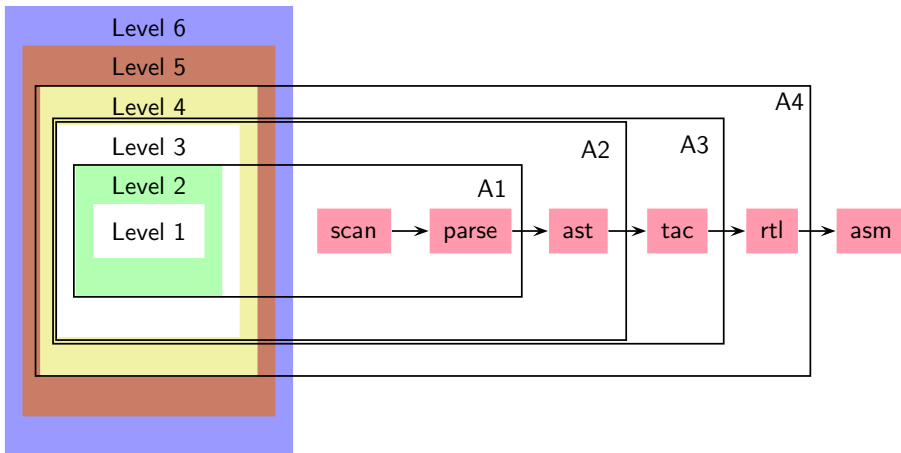 Level 6
Level 5
Level 4
Level 3
Level 2
Level 1
A1
A2
A3
A4
scan
parse
ast
tac
rtl
asm